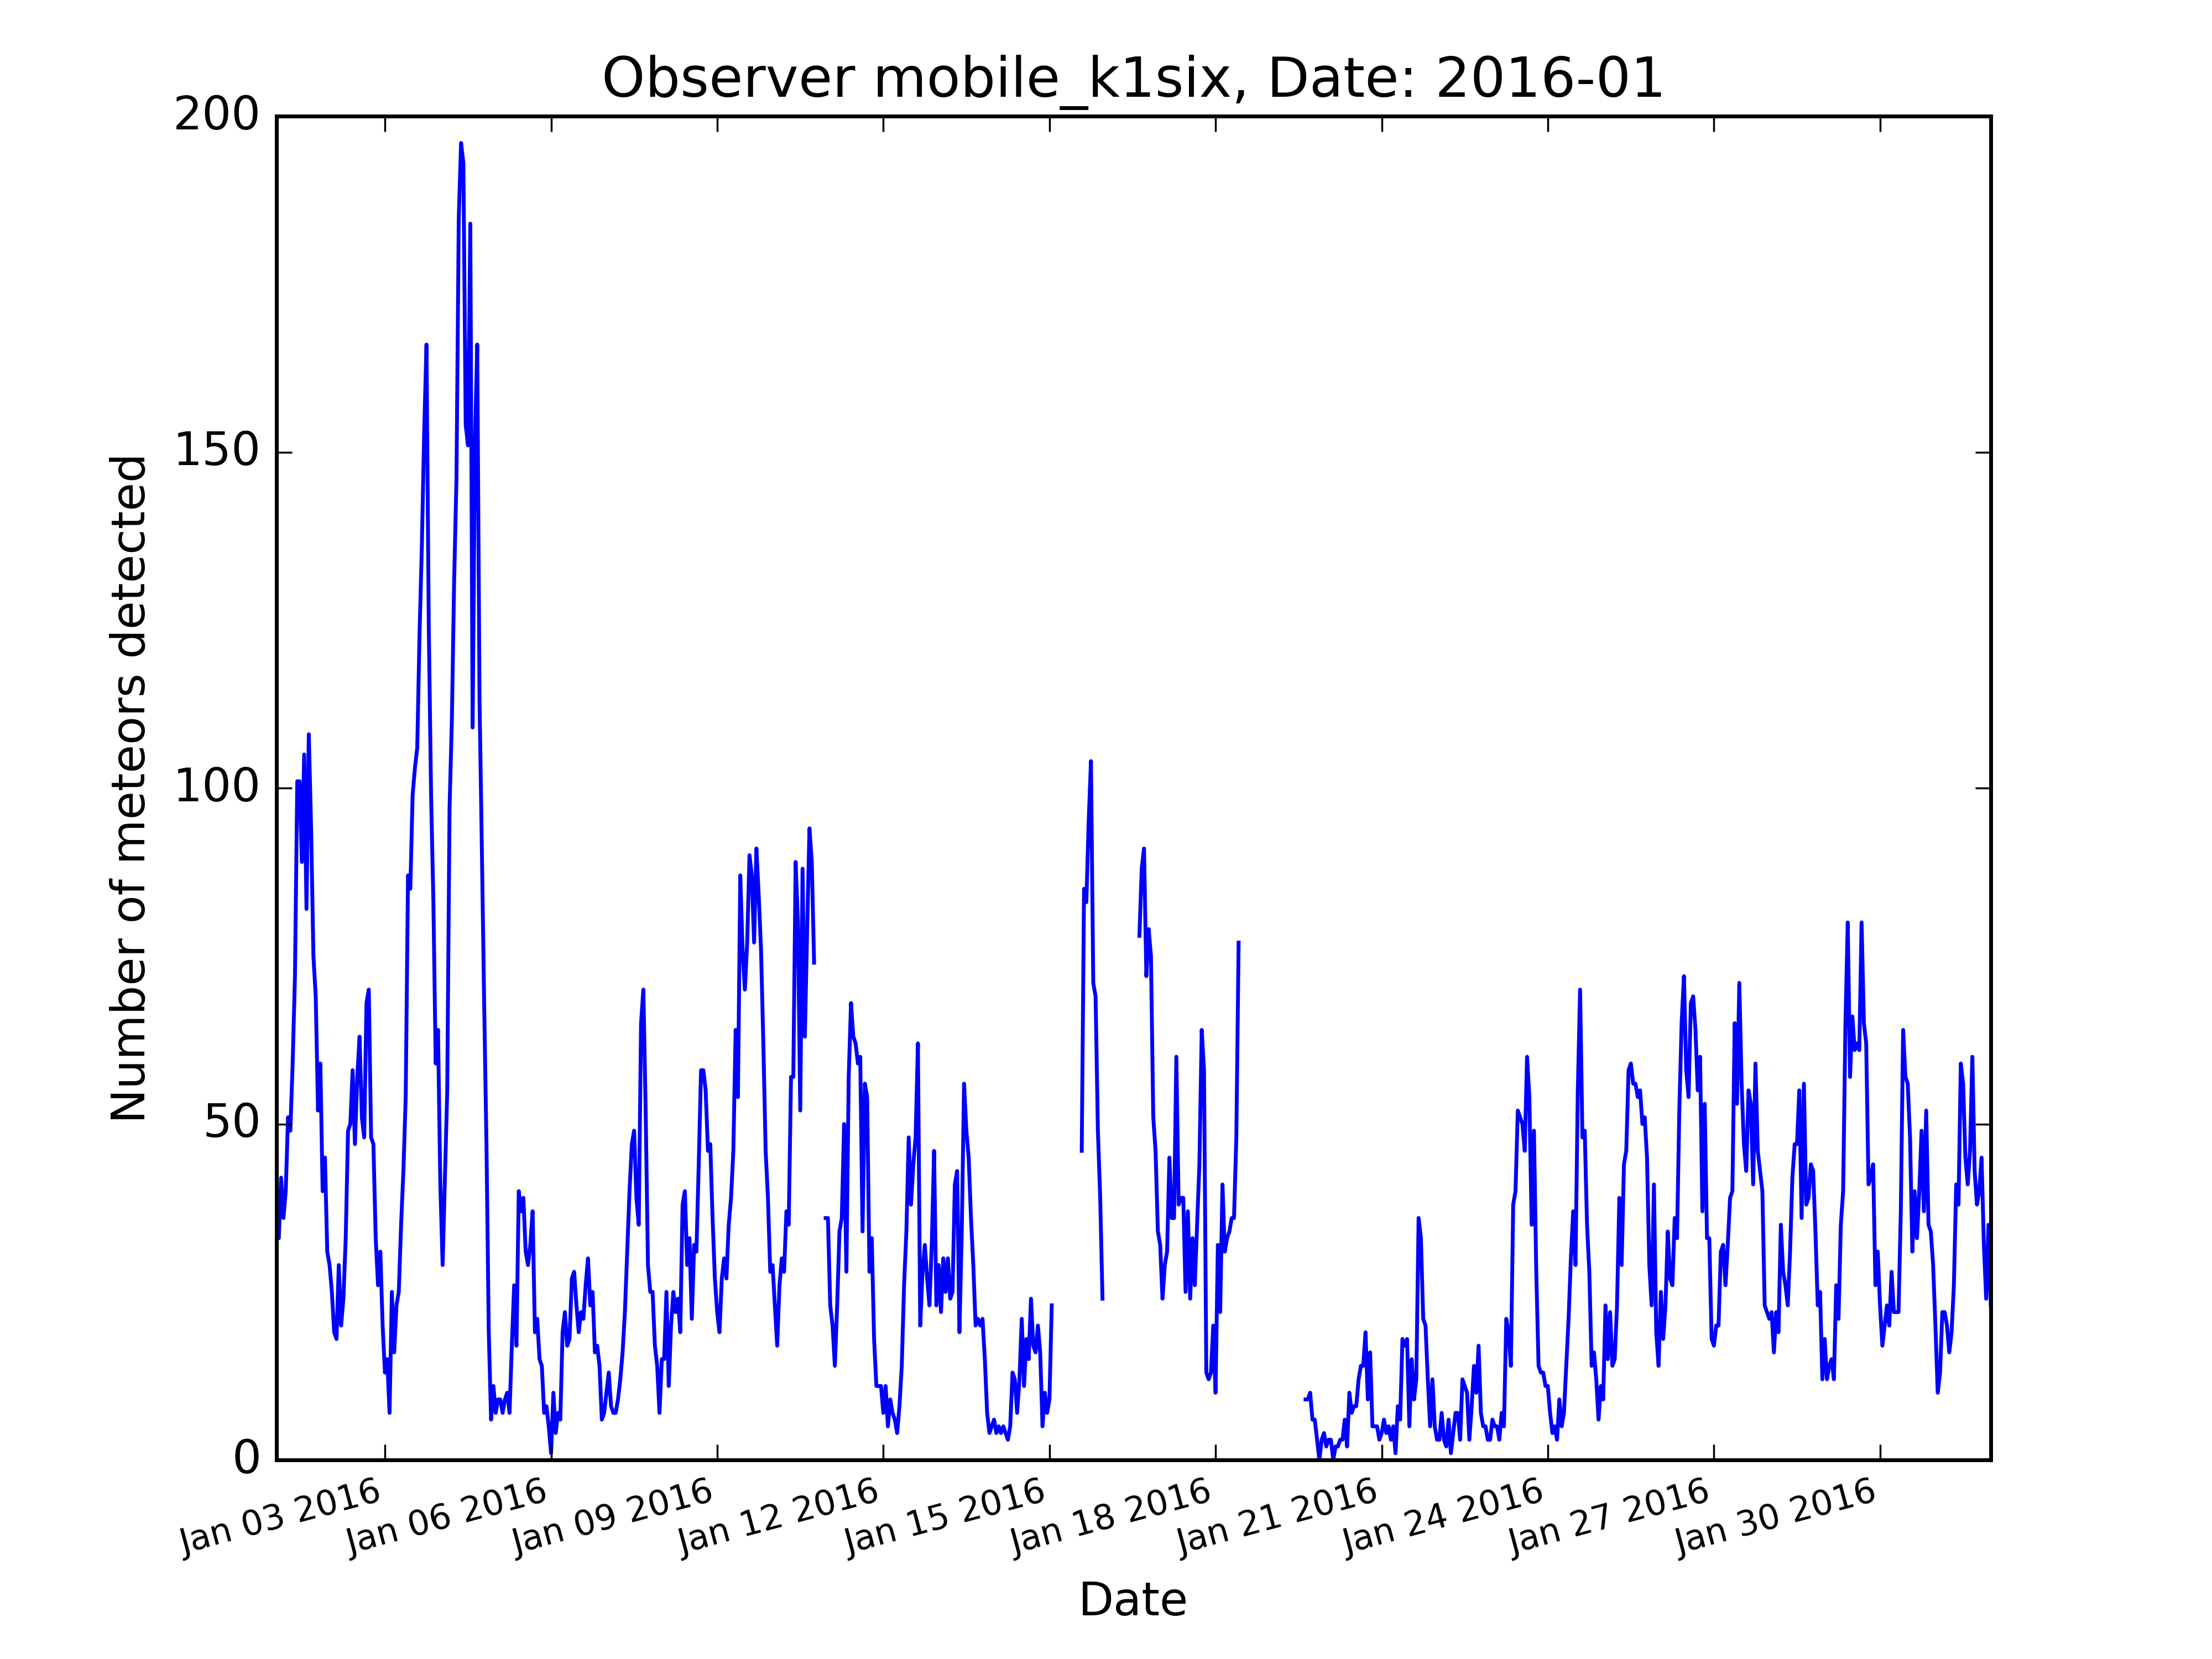 Observer mobile_k1six, Date: 2016-01
200
150
100
50
0
Number of meteors detected
Jan 03 2016
Jan 06 2016
Jan 09 2016
Jan 12 2016
Jan 15 2016
Jan 18 2016
Jan 21 2016
Jan 24 2016
Jan 27 2016
Jan 30 2016
Date